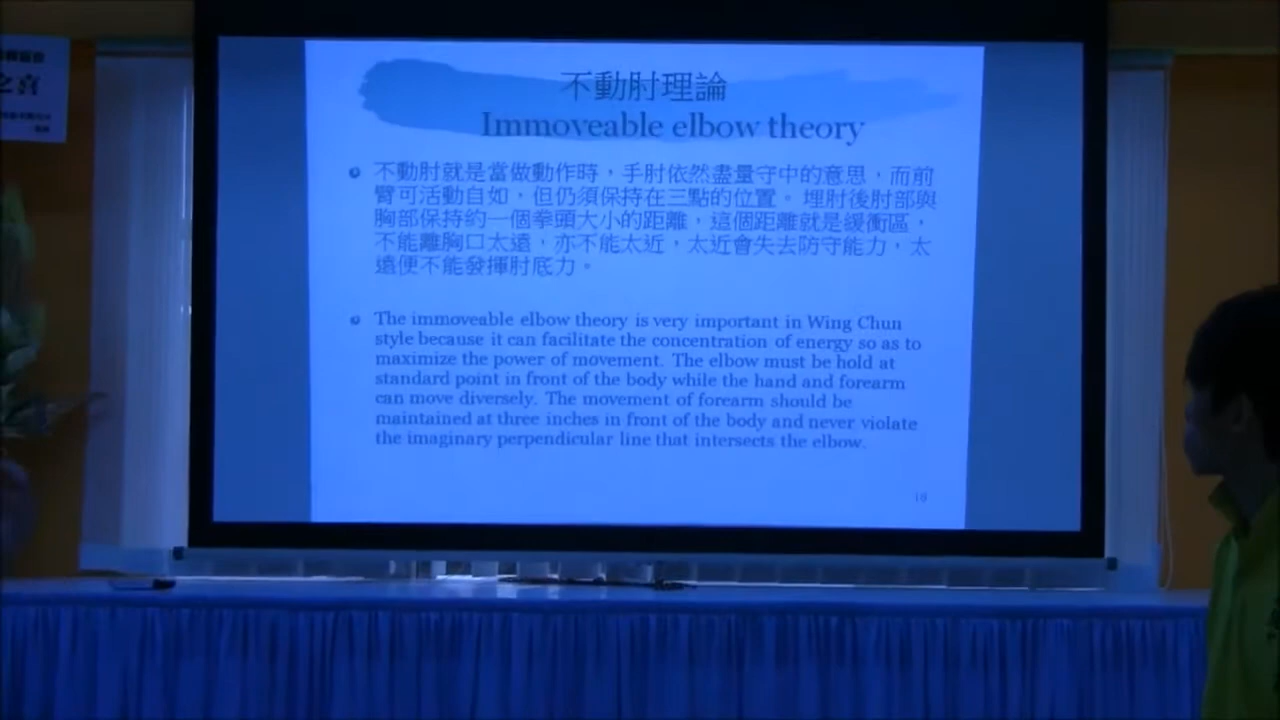 之喜
不動肘理論
Immoveable elbow theory
不動肘就是當做動作時，手肘依然盡量守中的意思，而前
臂可活動自如，但仍須保持在三點的位置。埋肘後肘部與
胸部保持約一個拳頭大小的距離，這個距離就是緩衝區，
不能離胸口太遠，亦不能太近，太近會失去防守能力，太
遠便不能發揮肘底力。
The immoveable elbow theory is very important in Wing Chun
style because it can facilitate the concentration of energy so as to
maximize the power of movement. The elbow must be hold at
standard point in front of the body while the hand and forearm
can move diversely. The movement of forearm should be
maintained at three inches in front of the body and never violate
the imaginary perpendicular line that intersects the elbow.